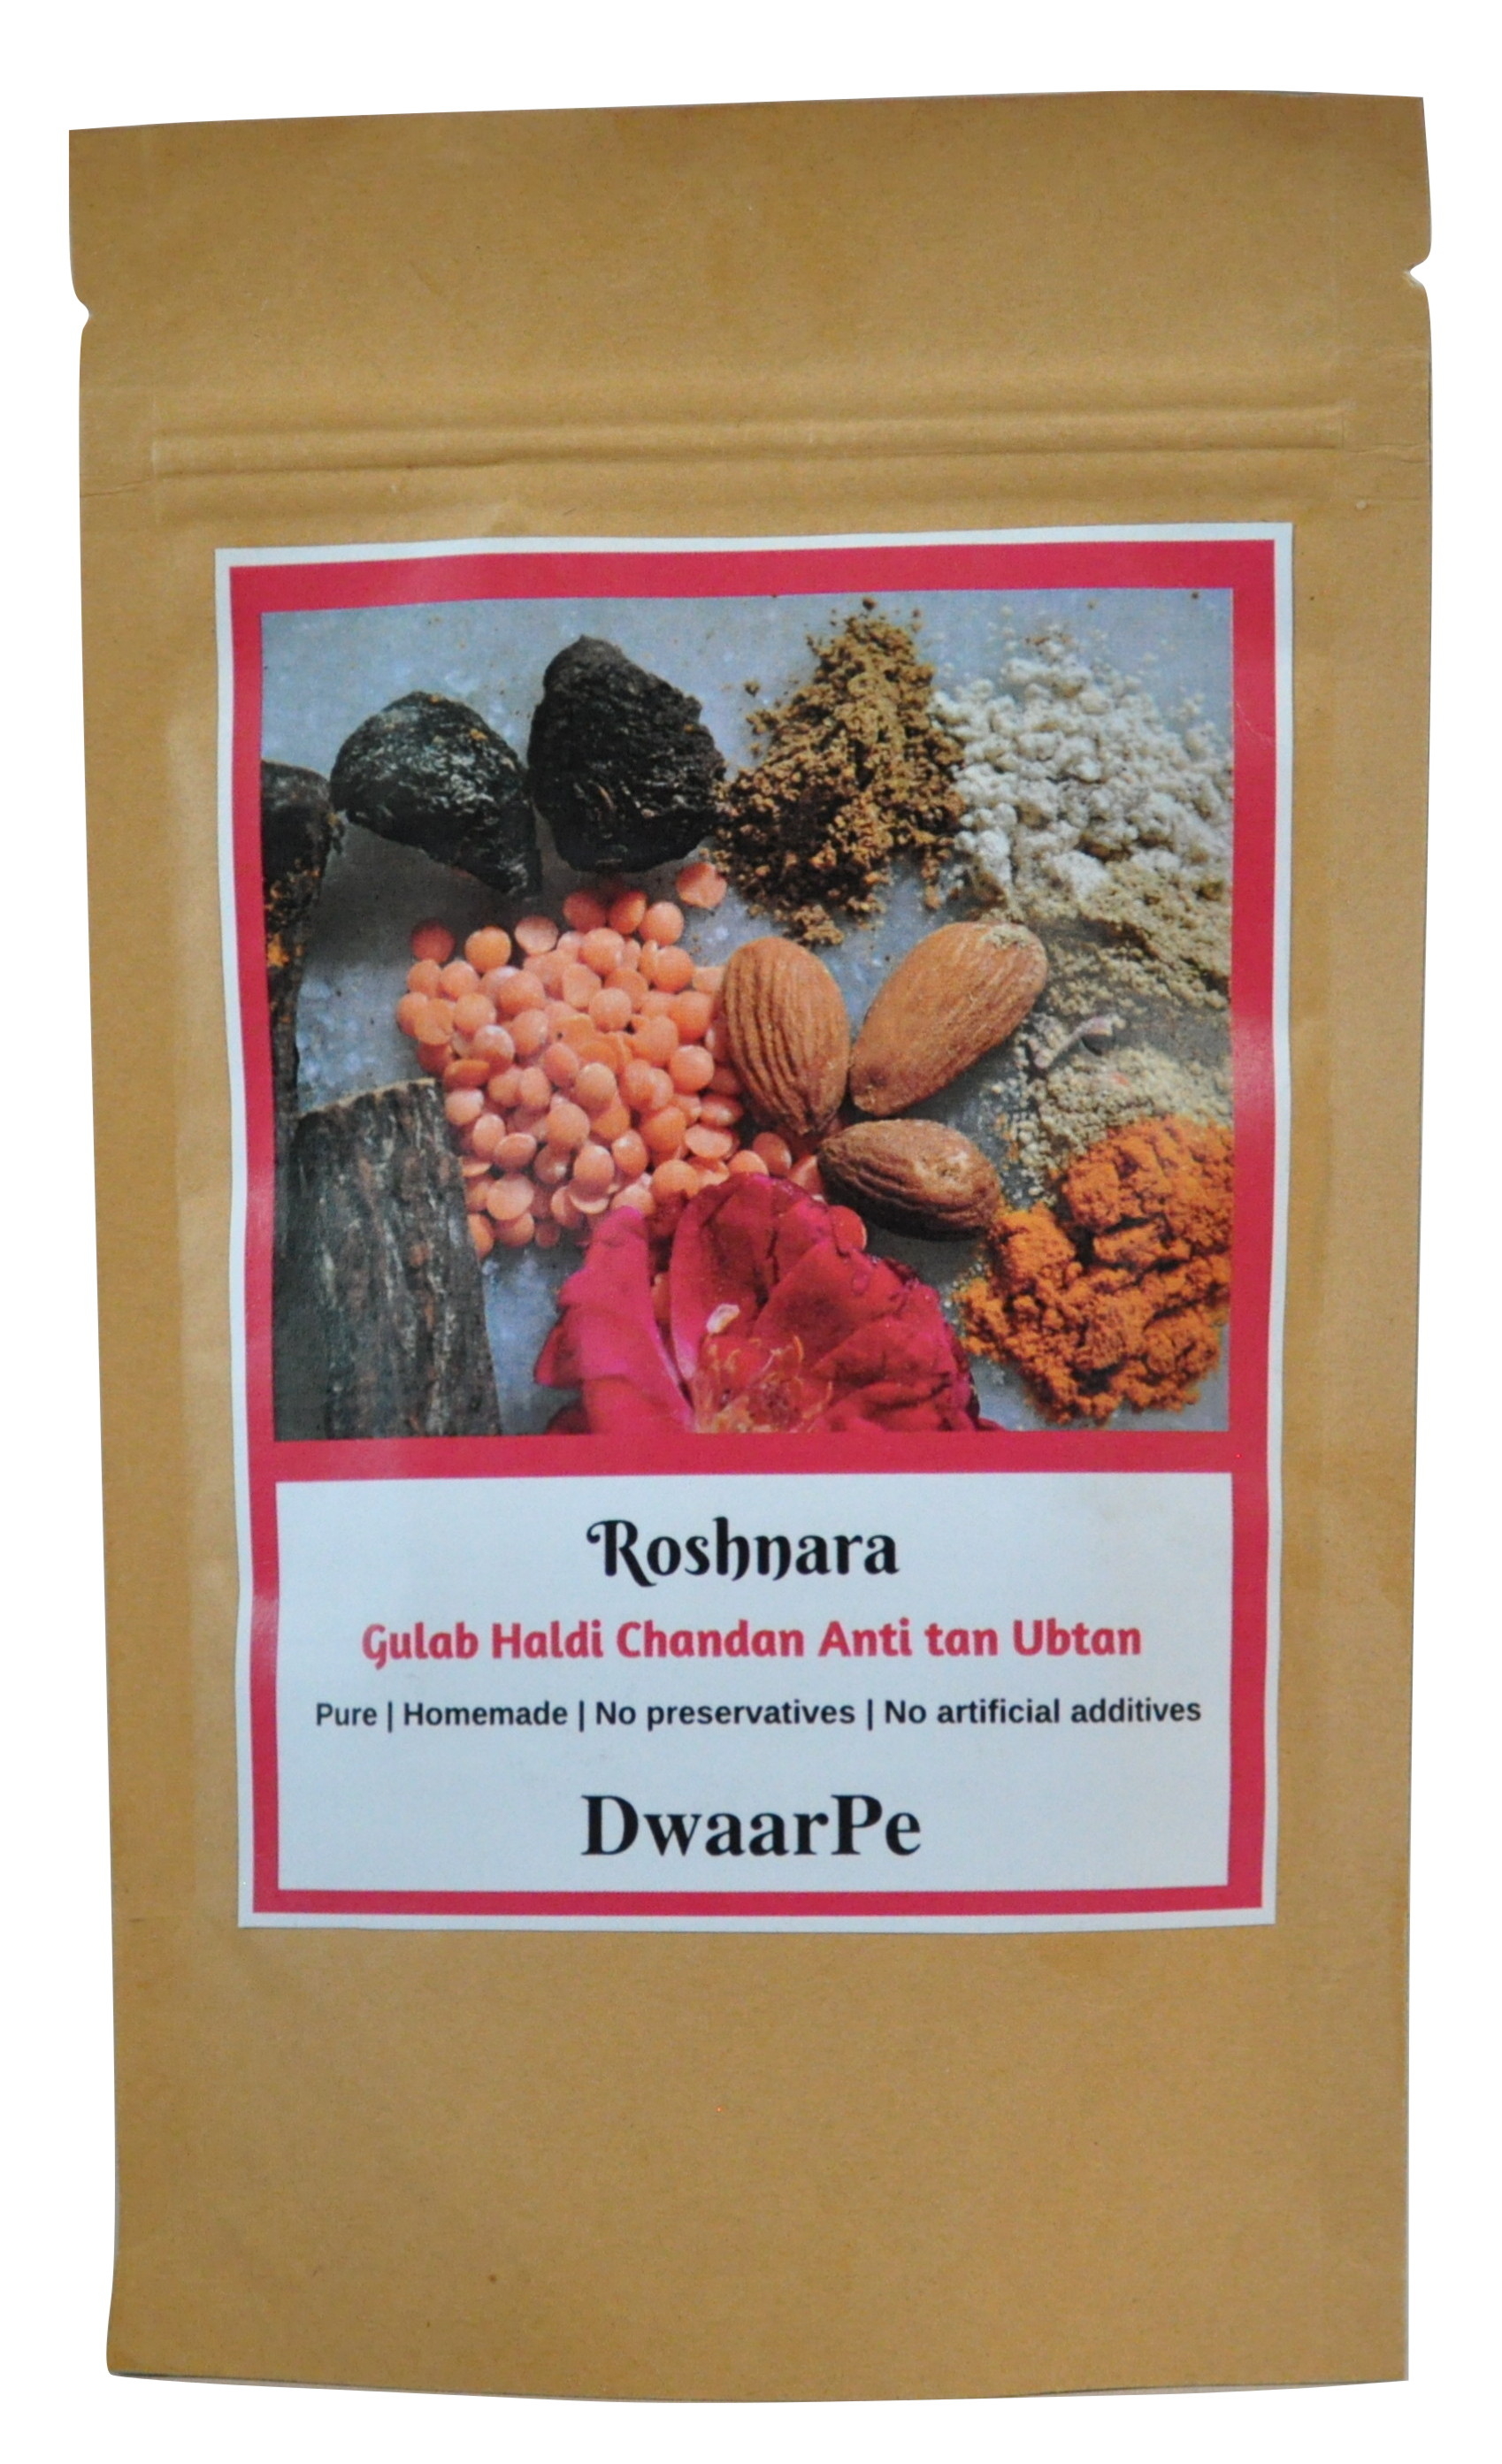 Roshnara
Gulab Haldi Chandan Anti tan Ubtan
Pure | Homemade | No preservatives | No artificial additives
DwaarPe